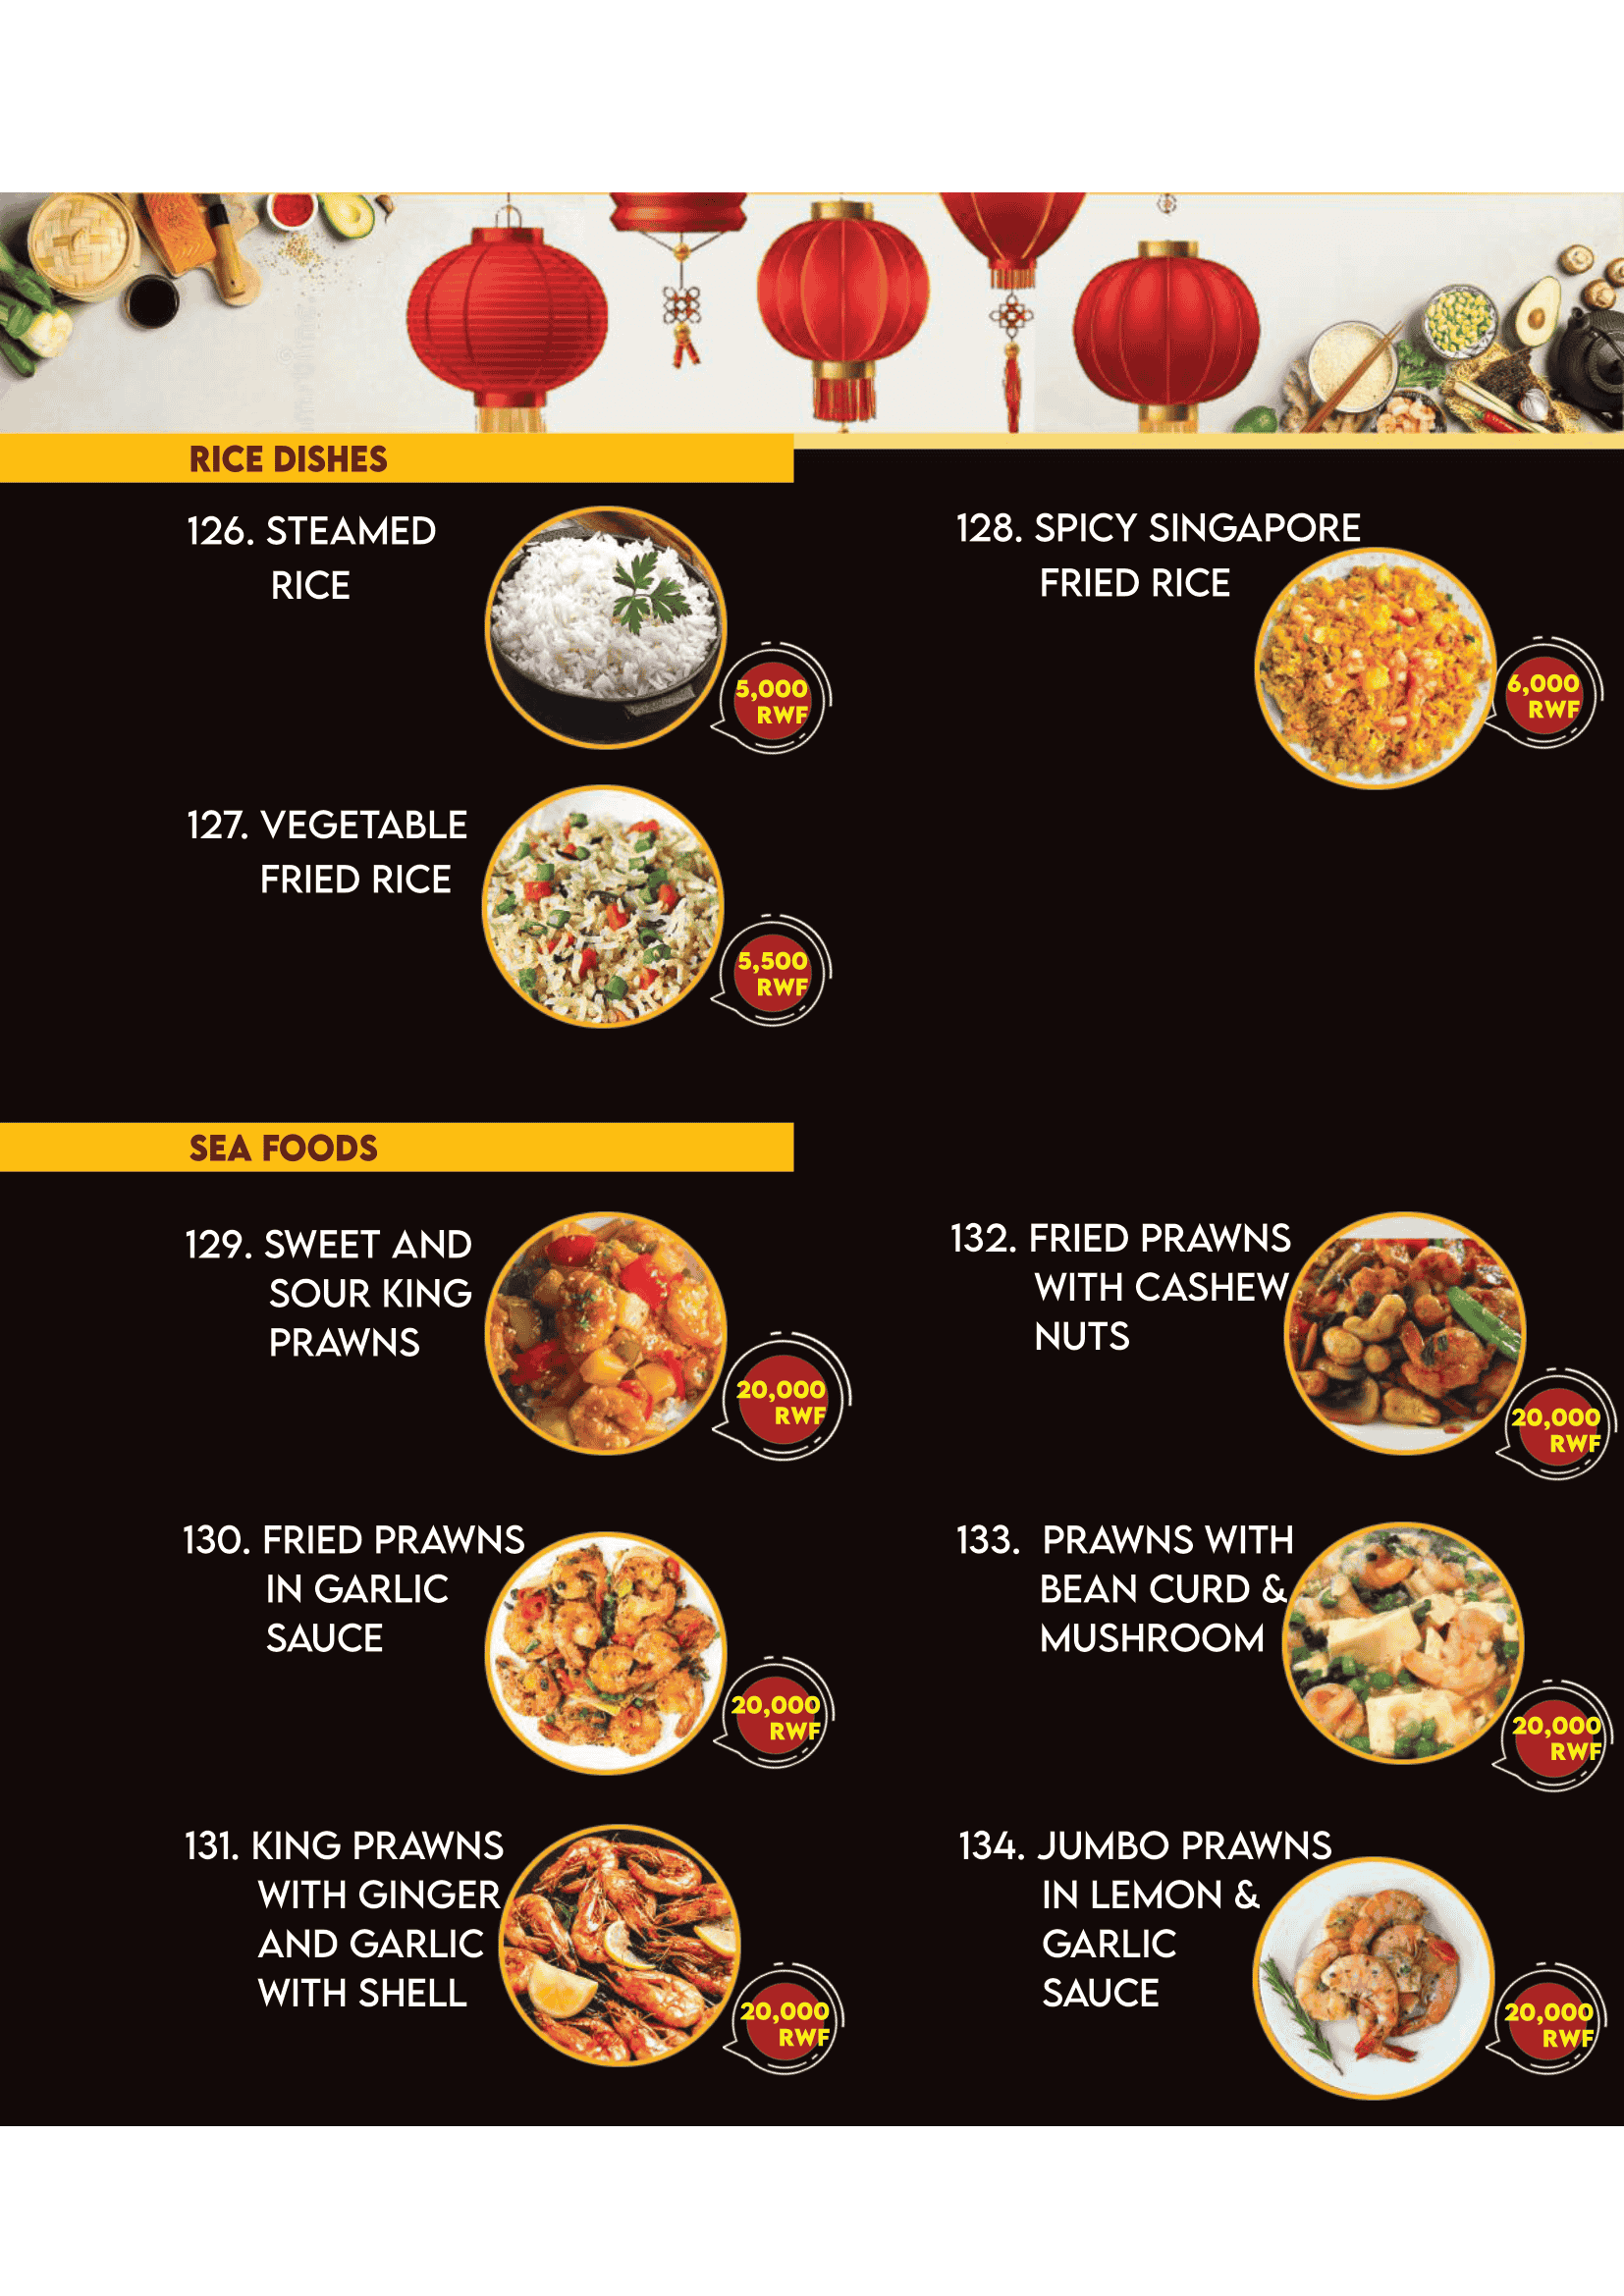 RICE DISHES
126. STEAMED
RICE
5,000
RWF
127. VEGETABLE
FRIED RICE
5,500
RWF
128. SPICY SINGAPORE
FRIED RICE
6,000
RWF
SEA FOODS
129. SWEET AND
SOUR KING
PRAWNS
20,000
RWF
130. FRIED PRAWNS
IN GARLIC
SAUCE
20,000
RWF
131. KING PRAWNS
WITH GINGER
AND GARLIC
WITH SHELL
20,000
RWF
132. FRIED PRAWNS
WITH CASHEW
NUTS
20,000
RWF
133. PRAWNS WITH
BEAN CURD &
MUSHROOM
20,000
RWF
134. JUMBO PRAWNS
IN LEMON &
GARLIC
SAUCE
20,000
RWF